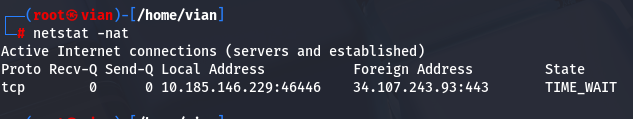 ┌──(root㉿vian)-[/home/vian]
└─# netstat -nat
Active Internet connections (servers and established)
Proto Recv-Q Send-Q Local Address           Foreign Address         State
tcp        0      0 10.185.146.229:46446    34.107.243.93:443       TIME_WAIT